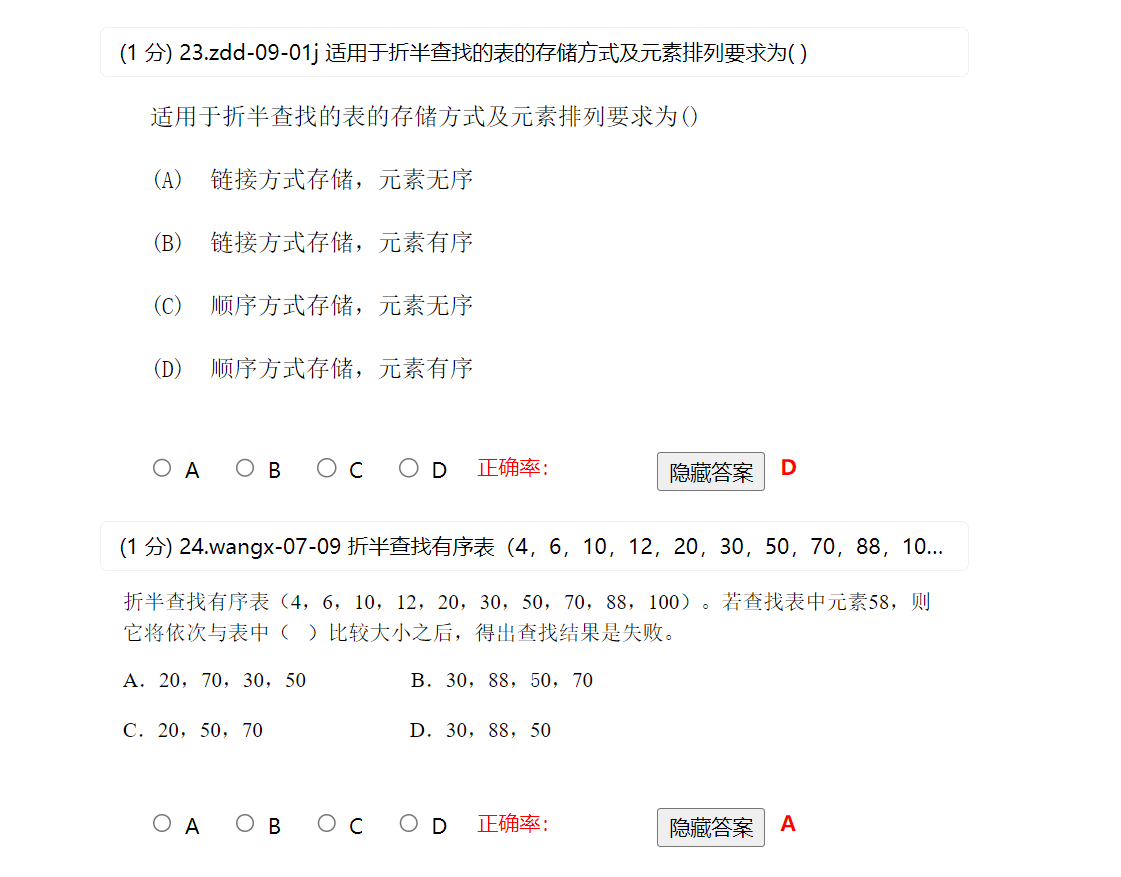 (1 分) 23.zdd-09-01j 适用于折半查找的表的存储方式及元素排列要求为( )
适用于折半查找的表的存储方式及元素排列要求为()
(A) 链接方式存储，元素无序
(B) 链接方式存储，元素有序
(C) 顺序方式存储，元素无序
(D) 顺序方式存储，元素有序
A B C D 正确率： 隐藏答案 D
(1 分) 24.wangx-07-09 折半查找有序表（4，6，10，12，20，30，50，70，88，10...
折半查找有序表（4，6，10，12，20，30，50，70，88，100）。若查找表中元素58，则
它将依次与表中（ ）比较大小之后，得出查找结果是失败。
A．20，70，30，50 B．30，88，50，70
C．20，50，70 D．30，88，50
A B C D 正确率： 隐藏答案 A